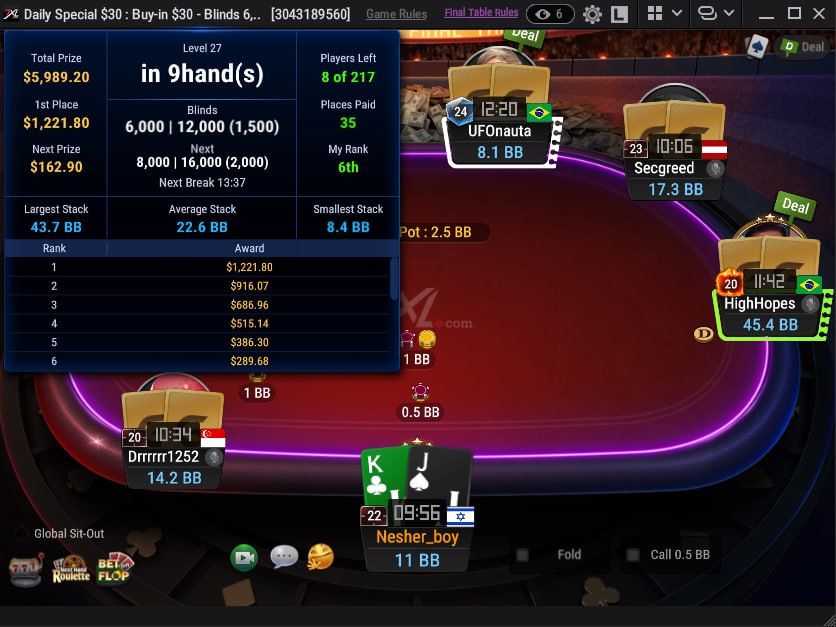 Daily Special $30 : Buy-in $30 - Blinds 6,.. [3043189560] Game Rules Final Table Rules 6 L
Total Prize
$5,989.20
Level 27
in 9hand(s)
Players Left
8 of 217
1st Place
$1,221.80
Blinds
6,000 | 12,000 (1,500)
Places Paid
35
Next Prize
$162.90
Next
8,000 | 16,000 (2,000)
Next Break 13:37
My Rank
6th
Largest Stack
43.7 BB
Average Stack
22.6 BB
Smallest Stack
8.4 BB
Rank Award
1 $1,221.80
2 $916.07
3 $686.96
4 $515.14
5 $386.30
6 $289.68
Deal
D Deal
24 12:20
UFOnauta
8.1 BB
23 10:06
Secgreed
17.3 BB
Pot : 2.5 BB
Deal
20 11:42
HighHopes
45.4 BB
D
XL
.com
1 BB
1 BB
0.5 BB
20 10:34
Drrrrrr1252
14.2 BB
K J
22 09:56
Nesher_boy
11 BB
Global Sit-Out
Next Hand
Roulette
BET on
FLOP
Fold
Call 0.5 BB